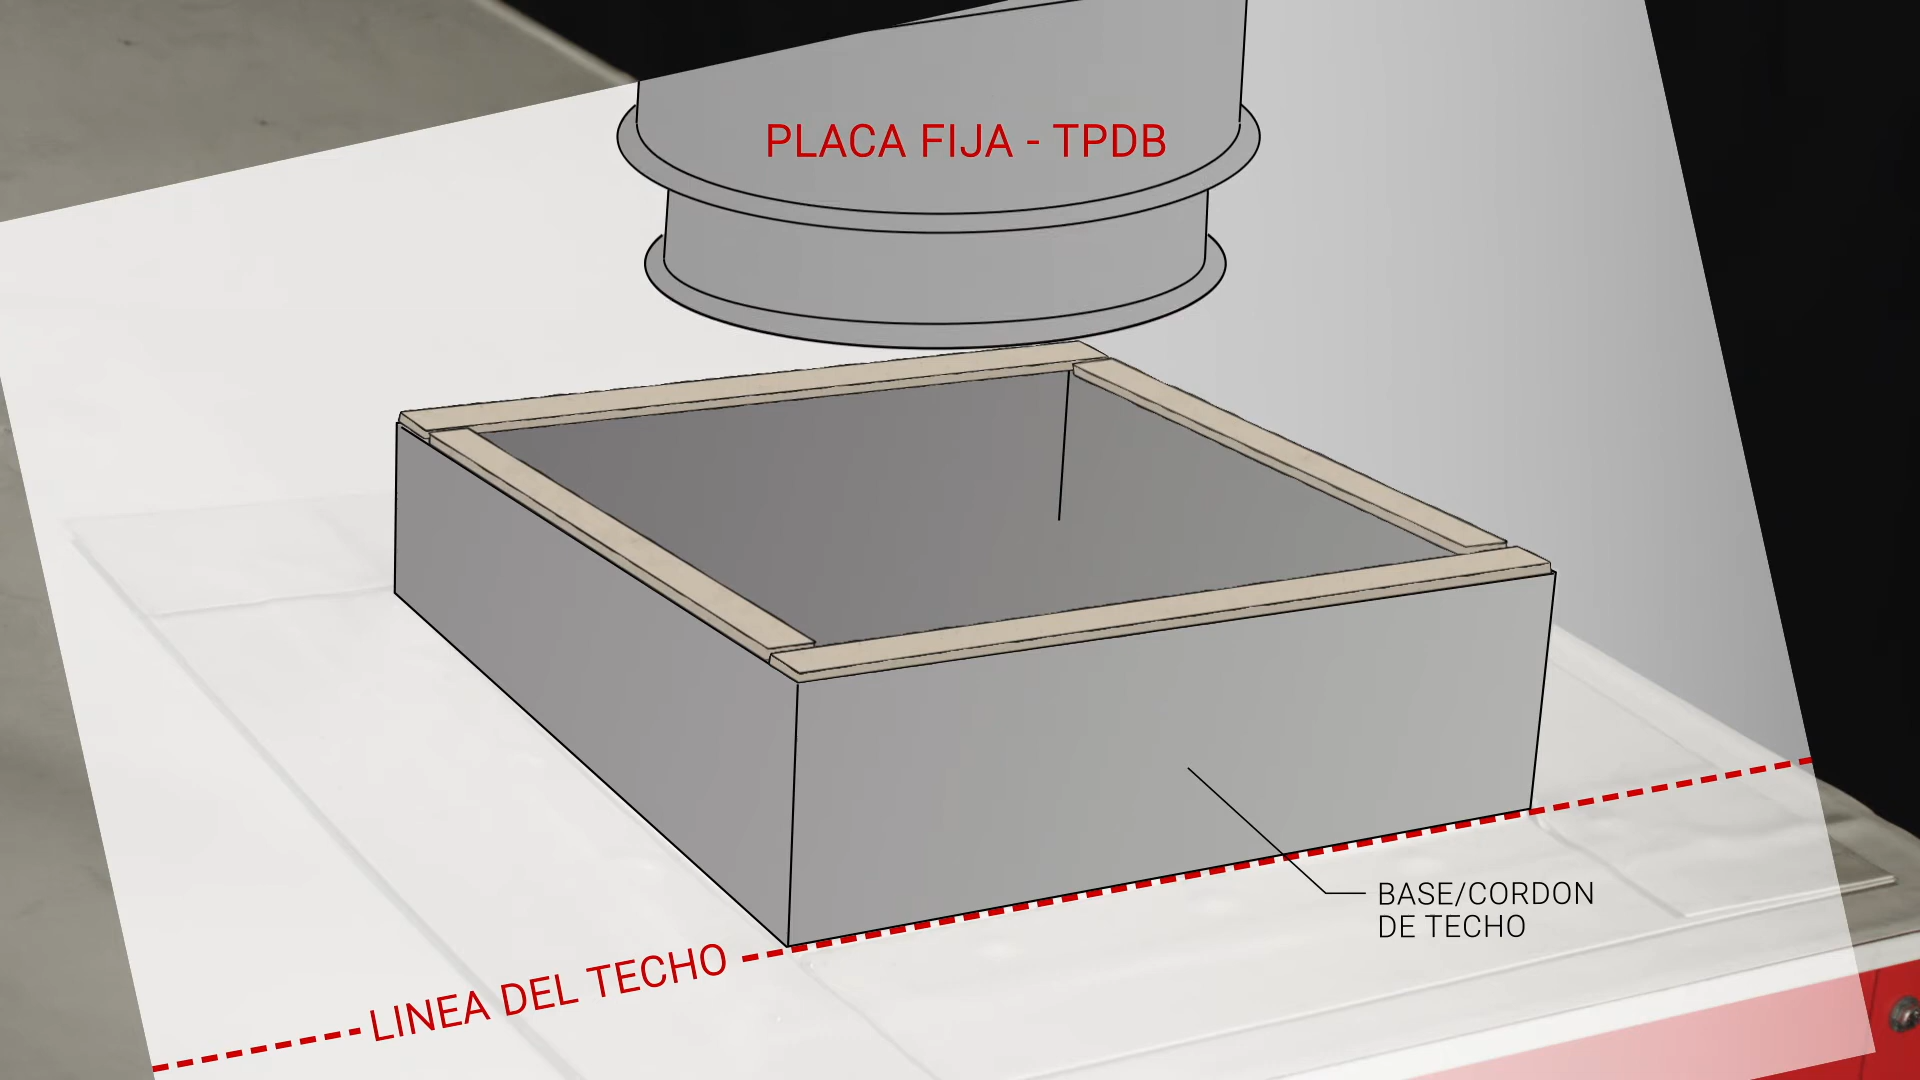 PLACA FIJA - TPDB
BASE/CORDON
DE TECHO
LINEA DEL TECHO